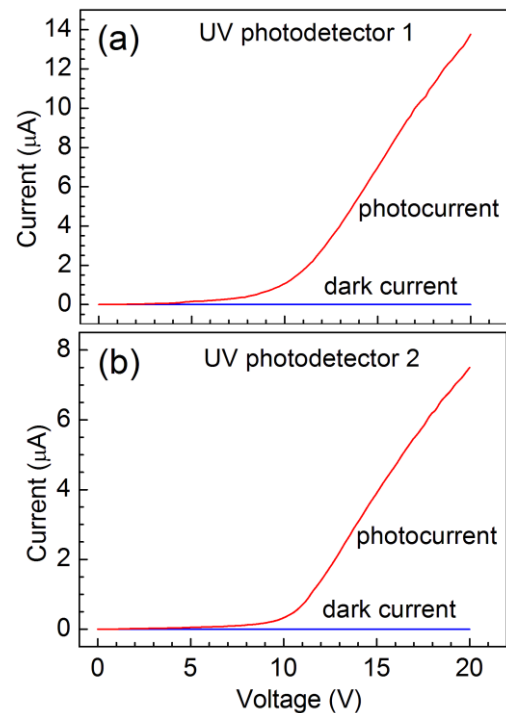 (a) UV photodetector 1
14
12
10
8
6
4
2
0
Current (μA)
photocurrent
dark current
(b) UV photodetector 2
8
6
4
2
0
Current (μA)
photocurrent
dark current
0 5 10 15 20
Voltage (V)